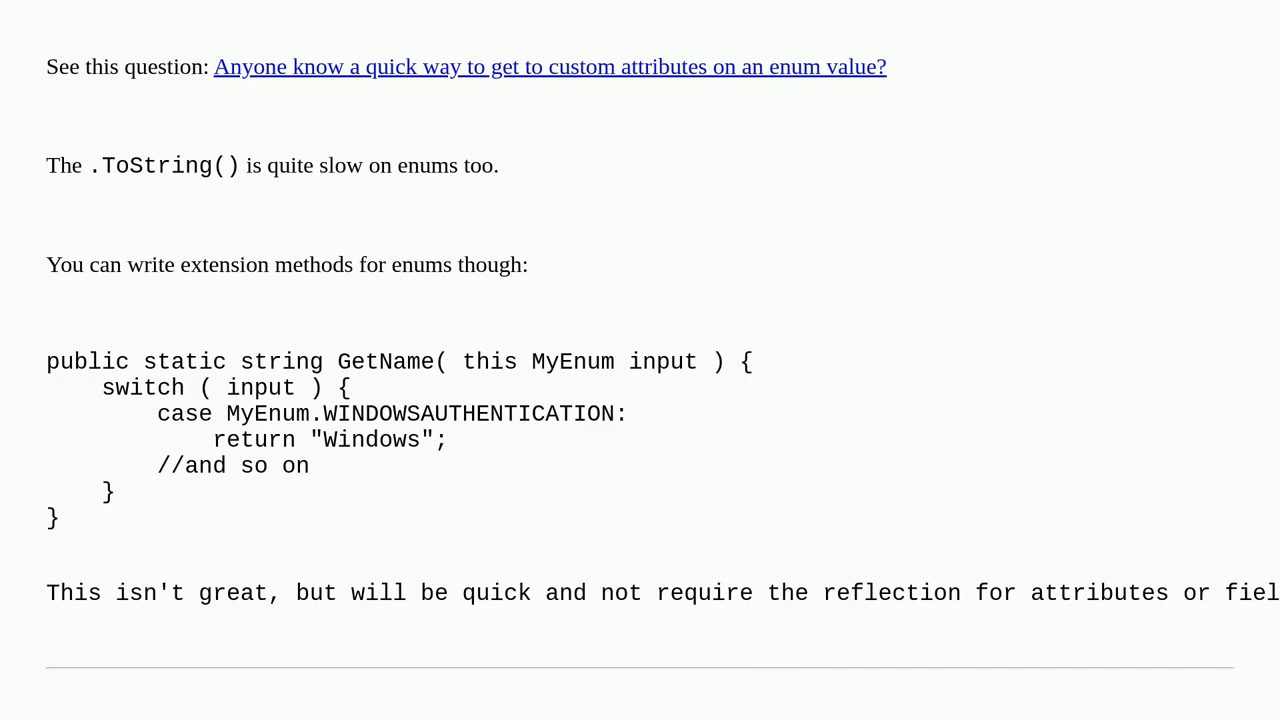 See this question: Anyone know a quick way to get to custom attributes on an enum value?
The .ToString() is quite slow on enums too.
You can write extension methods for enums though:
public static string GetName( this MyEnum input ) {
    switch ( input ) {
        case MyEnum.WINDOWSAUTHENTICATION:
            return "Windows";
        //and so on
    }
}
This isn't great, but will be quick and not require the reflection for attributes or fiel